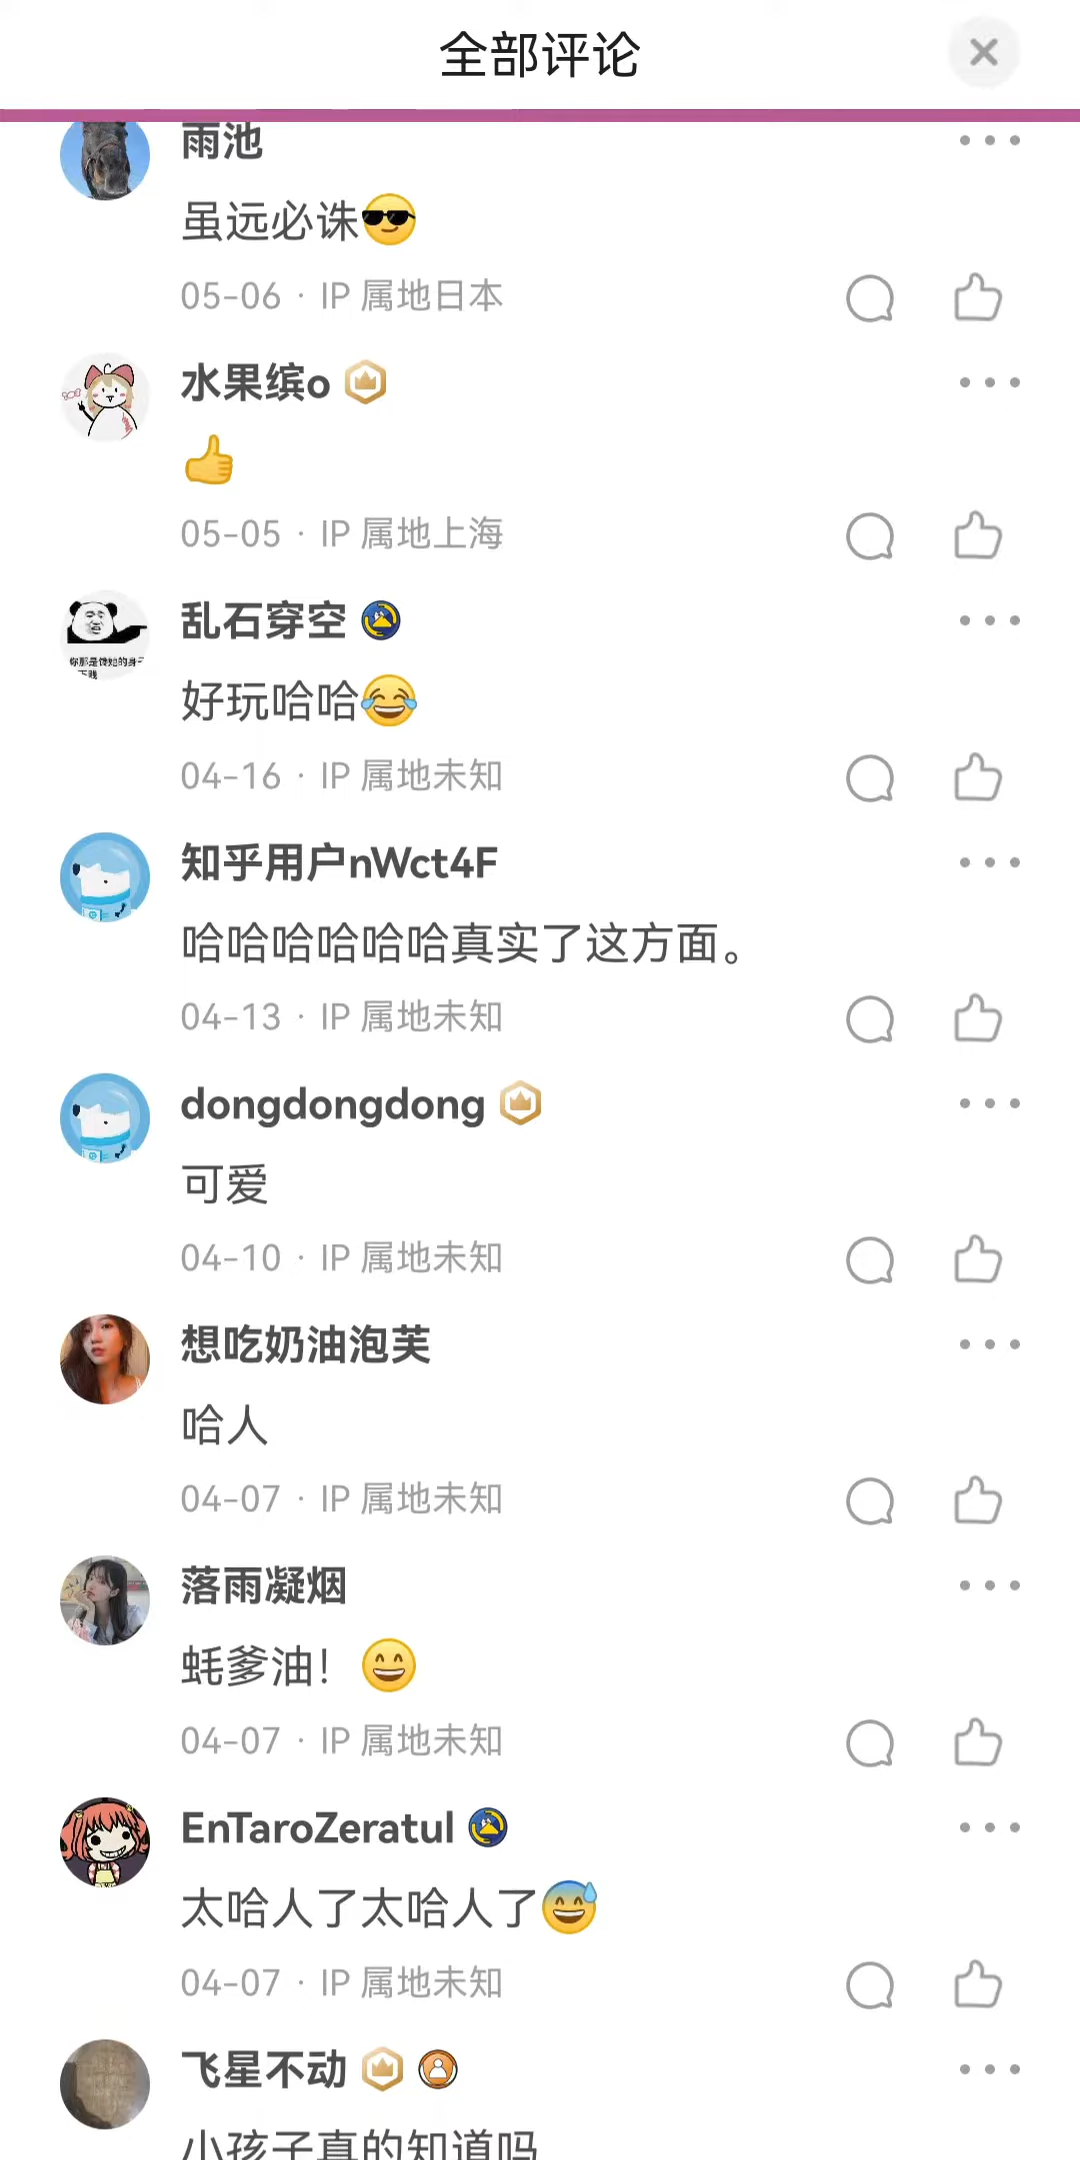 全部评论
雨池
虽远必诛😎
05-06 · IP 属地日本
水果缤o
👍
05-05 · IP 属地上海
乱石穿空
好玩哈哈😂
04-16 · IP 属地未知
知乎用户nWct4F
哈哈哈哈哈哈真实了这方面。
04-13 · IP 属地未知
dongdongdong
可爱
04-10 · IP 属地未知
想吃奶油泡芙
哈人
04-07 · IP 属地未知
落雨凝烟
蚝爹油！😄
04-07 · IP 属地未知
EnTaroZeratul
太哈人了太哈人了😅
04-07 · IP 属地未知
飞星不动
小孩子真的知道吗